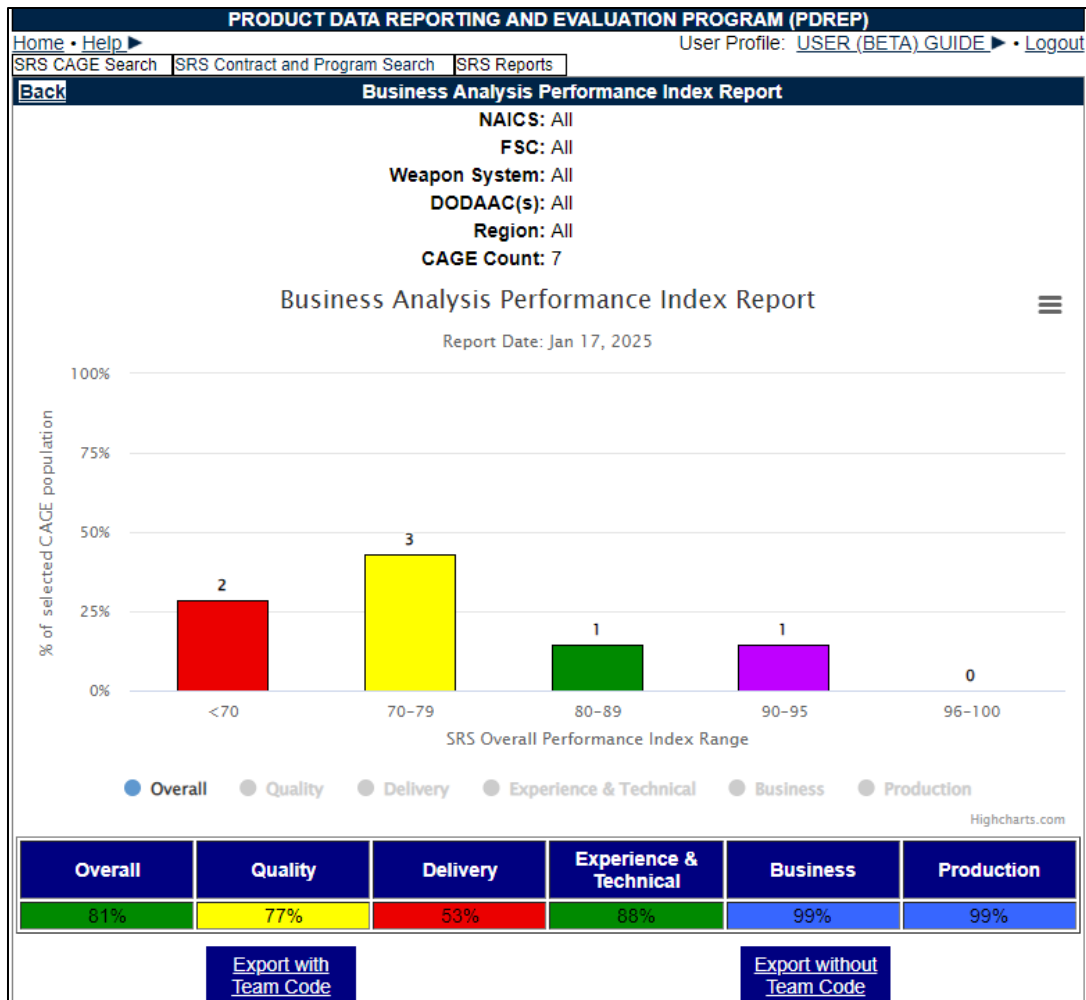 PRODUCT DATA REPORTING AND EVALUATION PROGRAM (PDREP)
Home • Help ▶ User Profile: USER (BETA) GUIDE ▶ • Logout
SRS CAGE Search SRS Contract and Program Search SRS Reports
Back Business Analysis Performance Index Report
NAICS: All
FSC: All
Weapon System: All
DODAAC(s): All
Region: All
CAGE Count: 7
Business Analysis Performance Index Report
Report Date: Jan 17, 2025
% of selected CAGE population
100%
75%
50%
25%
0%
2
3
1
1
0
<70 70-79 80-89 90-95 96-100
SRS Overall Performance Index Range
Overall Quality Delivery Experience & Technical Business Production
Highcharts.com
Overall Quality Delivery Experience & Technical Business Production
81% 77% 53% 88% 99% 99%
Export with Team Code
Export without Team Code